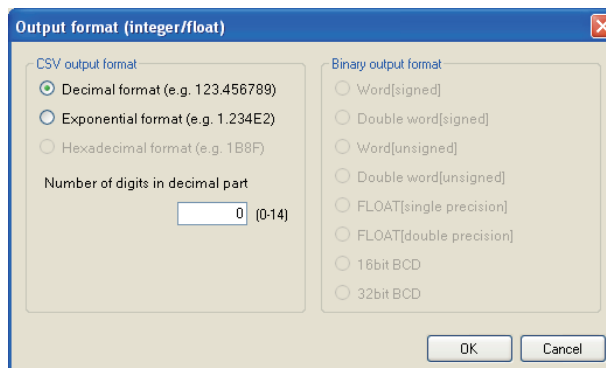 Output format (integer/float)
CSV output format
Decimal format (e.g. 123.456789)
Exponential format (e.g. 1.234E2)
Hexadecimal format (e.g. 1B8F)
Number of digits in decimal part
0 (0-14)
Binary output format
Word[signed]
Double word[signed]
Word[unsigned]
Double word[unsigned]
FLOAT[single precision]
FLOAT[double precision]
16bit BCD
32bit BCD
OK
Cancel